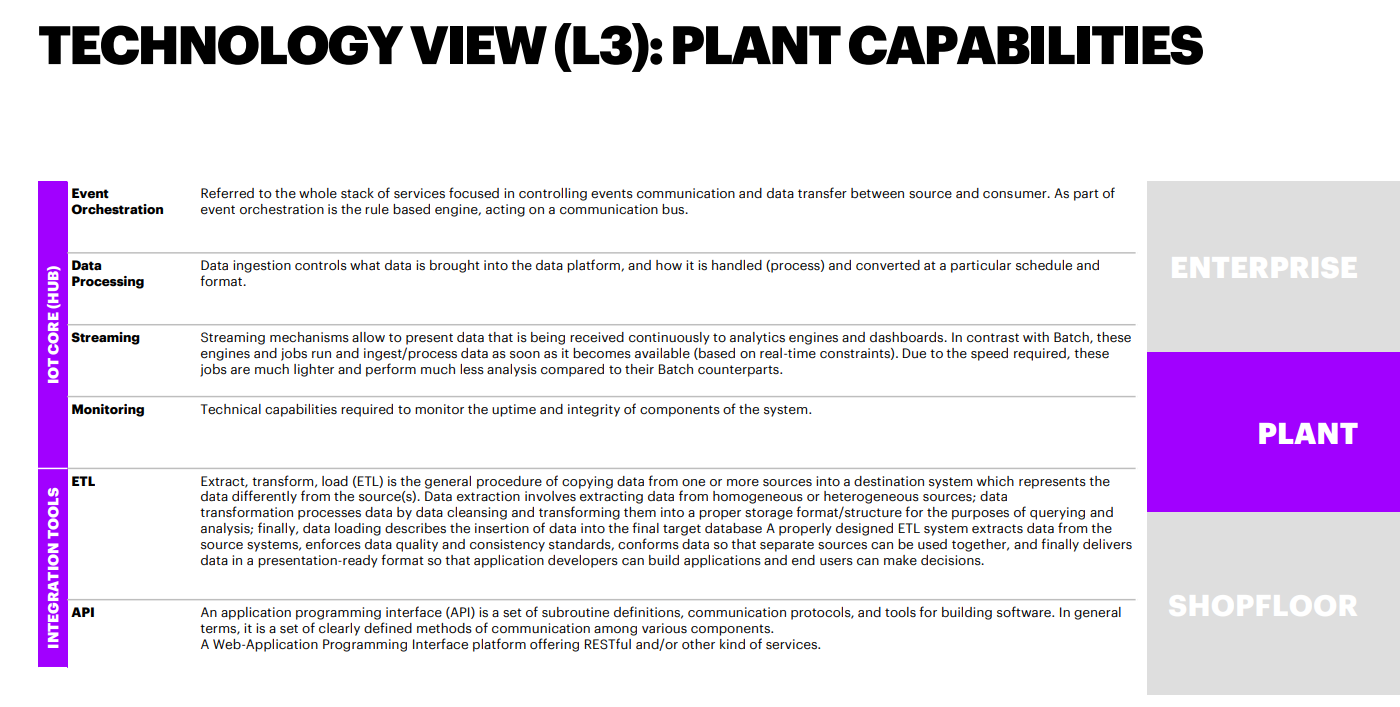 TECHNOLOGY VIEW (L3): PLANT CAPABILITIES
IOT CORE (HUB)
Event
Orchestration
Referred to the whole stack of services focused in controlling events communication and data transfer between source and consumer. As part of
event orchestration is the rule based engine, acting on a communication bus.
Data
Processing
Data ingestion controls what data is brought into the data platform, and how it is handled (process) and converted at a particular schedule and
format.
Streaming
Streaming mechanisms allow to present data that is being received continuously to analytics engines and dashboards. In contrast with Batch, these
engines and jobs run and ingest/process data as soon as it becomes available (based on real-time constraints). Due to the speed required, these
jobs are much lighter and perform much less analysis compared to their Batch counterparts.
Monitoring
Technical capabilities required to monitor the uptime and integrity of components of the system.
INTEGRATION TOOLS
ETL
Extract, transform, load (ETL) is the general procedure of copying data from one or more sources into a destination system which represents the
data differently from the source(s). Data extraction involves extracting data from homogeneous or heterogeneous sources; data
transformation processes data by data cleansing and transforming them into a proper storage format/structure for the purposes of querying and
analysis; finally, data loading describes the insertion of data into the final target database A properly designed ETL system extracts data from the
source systems, enforces data quality and consistency standards, conforms data so that separate sources can be used together, and finally delivers
data in a presentation-ready format so that application developers can build applications and end users can make decisions.
API
An application programming interface (API) is a set of subroutine definitions, communication protocols, and tools for building software. In general
terms, it is a set of clearly defined methods of communication among various components.
A Web-Application Programming Interface platform offering RESTful and/or other kind of services.
ENTERPRISE
PLANT
SHOPFLOOR